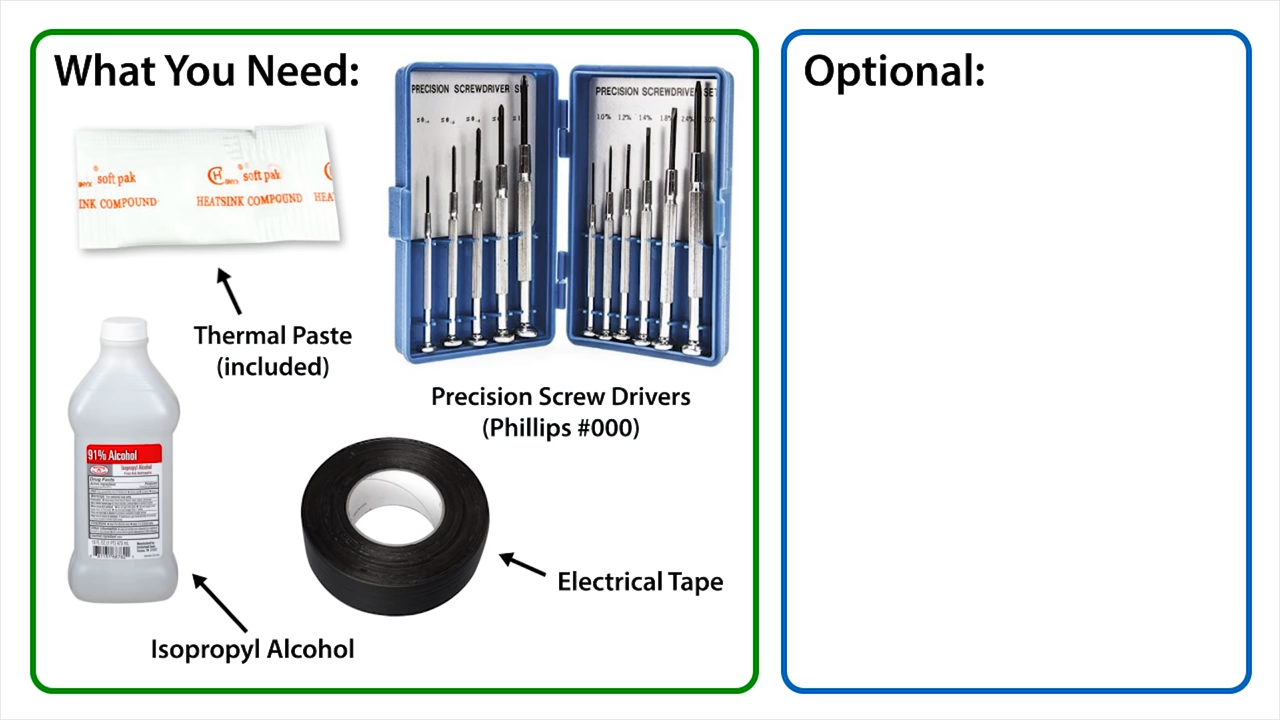 What You Need:
Optional:
PRECISION SCREWDRIVER S
PRECISION SCREWDRIVER SET
soft pak
soft pak
INK COMPOUND
HEATSINK COMPOUND
HEA
Thermal Paste
(included)
Precision Screw Drivers
(Phillips #000)
91% Alcohol
Isopropyl Alcohol
Electrical Tape
Isopropyl Alcohol